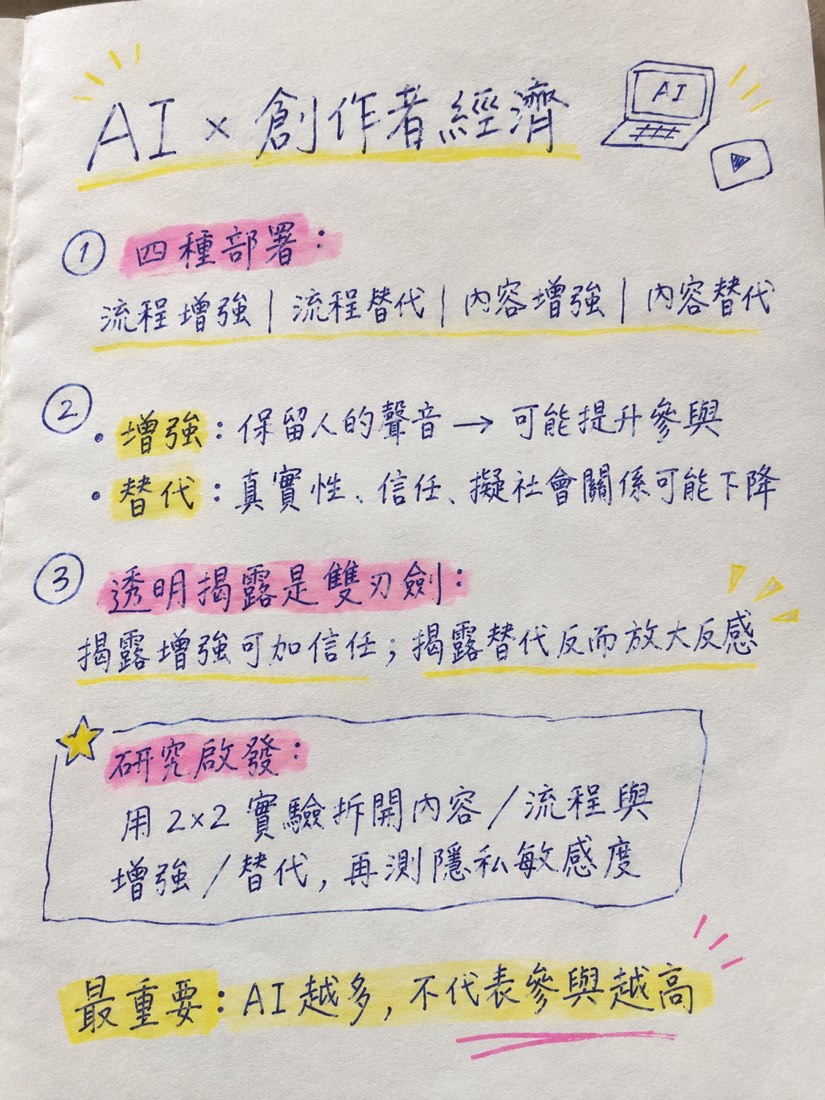 AI × 創作者經濟
AI
① 四種部署：
流程增強 | 流程替代 | 內容增強 | 內容替代
②
• 增強：保留人的聲音 → 可能提升參與
• 替代：真實性、信任、擬社會關係可能下降
③ 透明揭露是雙刃劍：
揭露增強可加信任；揭露替代反而放大反感
研究啟發：
用 2×2 實驗拆開內容／流程與
增強／替代，再測隱私敏感度
最重要：AI 越多，不代表參與越高